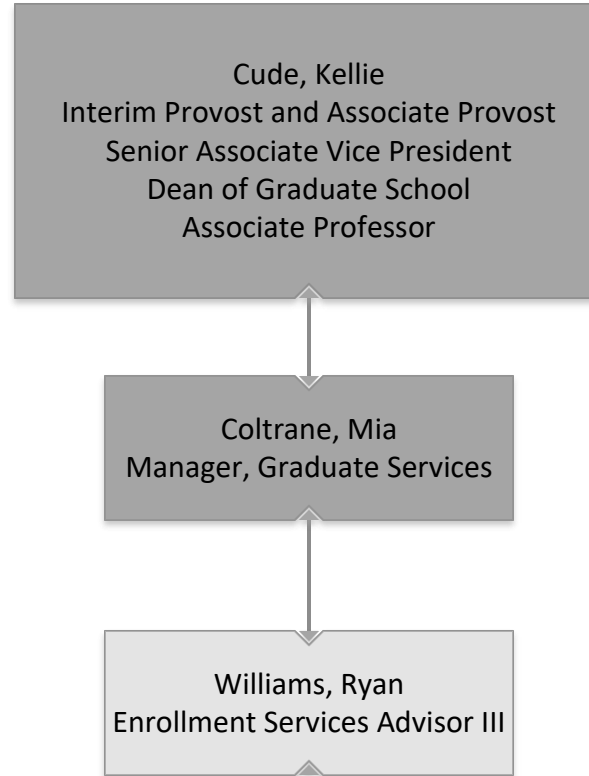 Cude, Kellie
Interim Provost and Associate Provost
Senior Associate Vice President
Dean of Graduate School
Associate Professor
Coltrane, Mia
Manager, Graduate Services
Williams, Ryan
Enrollment Services Advisor III